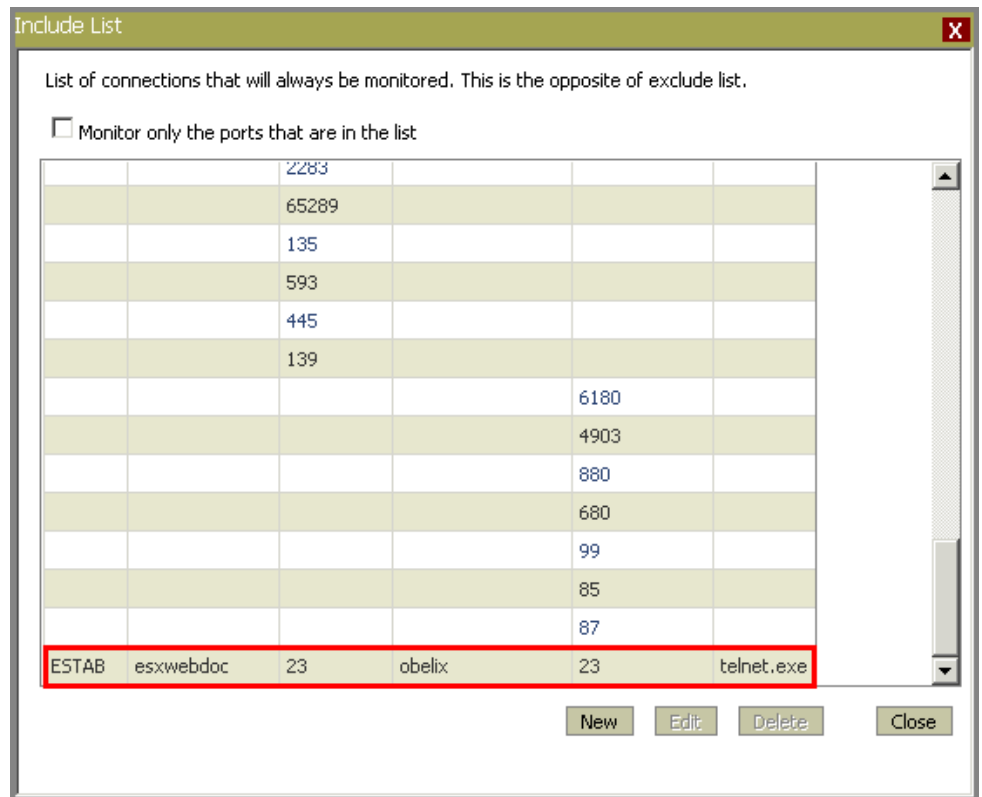 Include List
X
List of connections that will always be monitored. This is the opposite of exclude list.
Monitor only the ports that are in the list
2283
65289
135
593
445
139
6180
4903
880
680
99
85
87
ESTAB esxwebdoc 23 obelix 23 telnet.exe
New Edit Delete Close